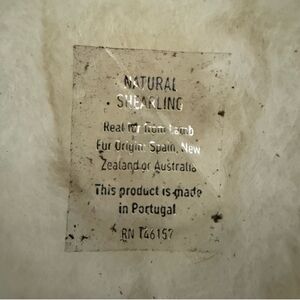 NATURAL
SHEARLING
Real fur from Lamb
Fur Origin: Spain, New
Zealand or Australia
This product is made
in Portugal
RN 146157